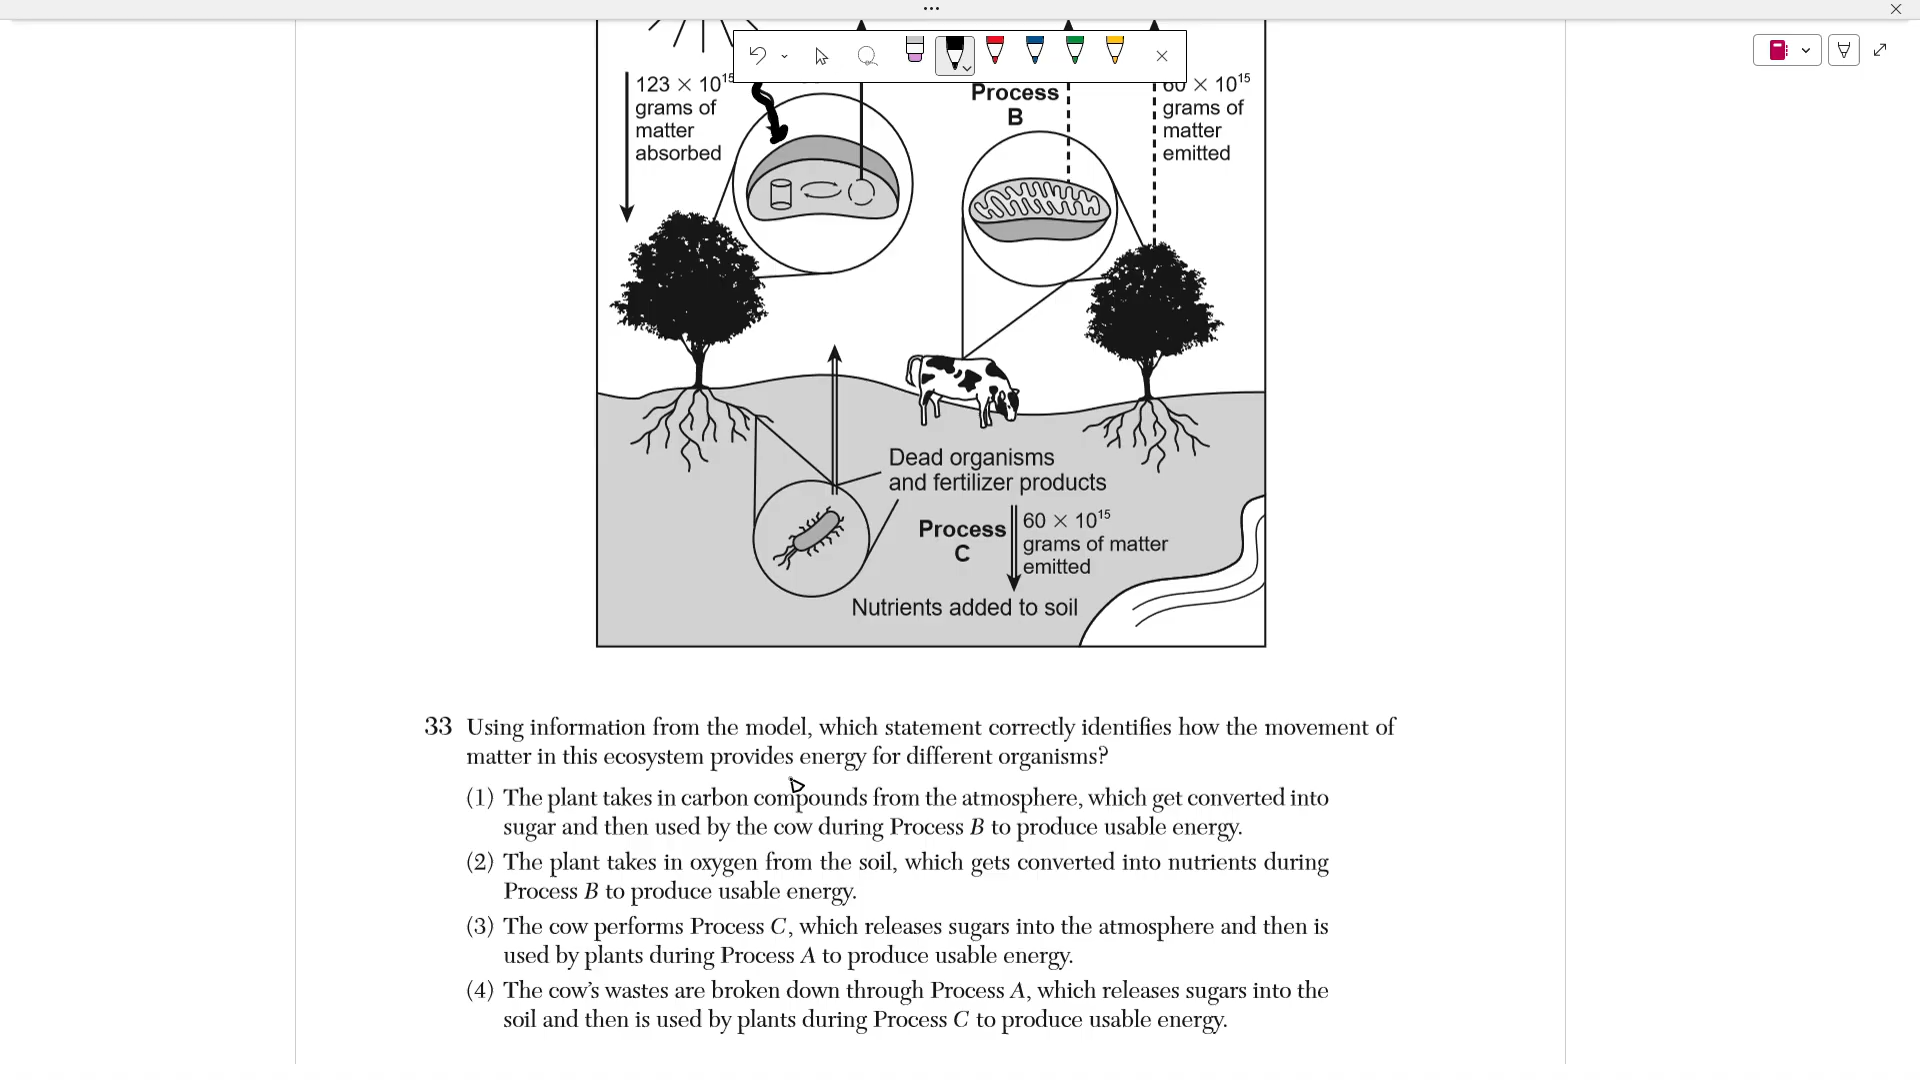 123 × 10¹⁵
grams of
matter
absorbed
Process
B
60 × 10¹⁵
grams of
matter
emitted
Dead organisms
and fertilizer products
Process
C
60 × 10¹⁵
grams of matter
emitted
Nutrients added to soil
33 Using information from the model, which statement correctly identifies how the movement of
matter in this ecosystem provides energy for different organisms?
(1) The plant takes in carbon compounds from the atmosphere, which get converted into
sugar and then used by the cow during Process B to produce usable energy.
(2) The plant takes in oxygen from the soil, which gets converted into nutrients during
Process B to produce usable energy.
(3) The cow performs Process C, which releases sugars into the atmosphere and then is
used by plants during Process A to produce usable energy.
(4) The cow's wastes are broken down through Process A, which releases sugars into the
soil and then is used by plants during Process C to produce usable energy.